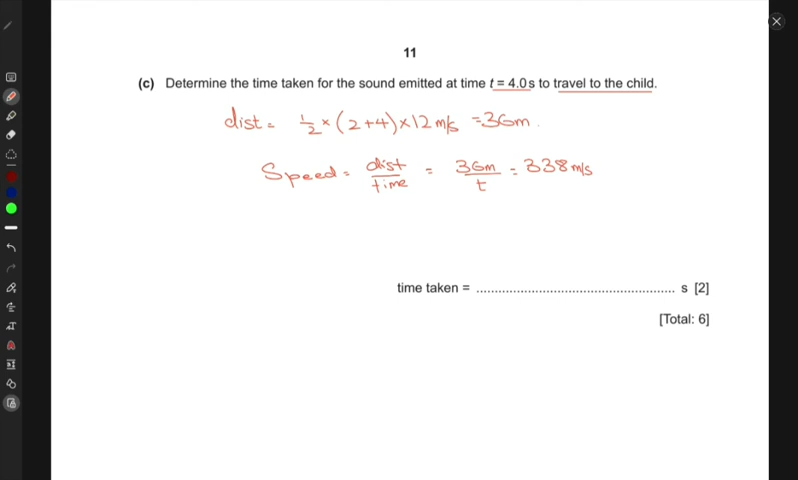 11
(c) Determine the time taken for the sound emitted at time t = 4.0 s to travel to the child.
dist = 1/2 × (2+4) × 12 m/s = 36m.
Speed = dist/time = 36m/t = 338 m/s
time taken = ........................................................ s [2]
[Total: 6]